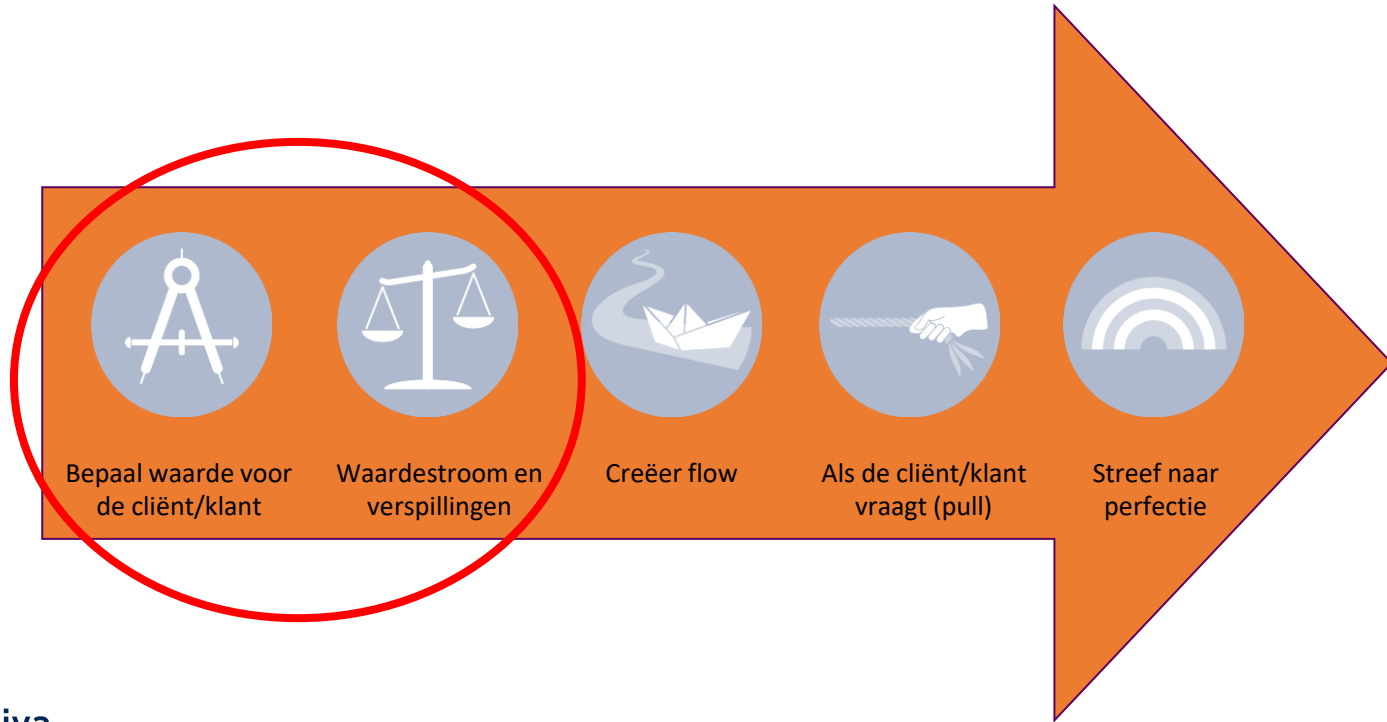 Bepaal waarde voor
de cliënt/klant
Waardestroom en
verspillingen
Creëer flow
Als de cliënt/klant
vraagt (pull)
Streef naar
perfectie